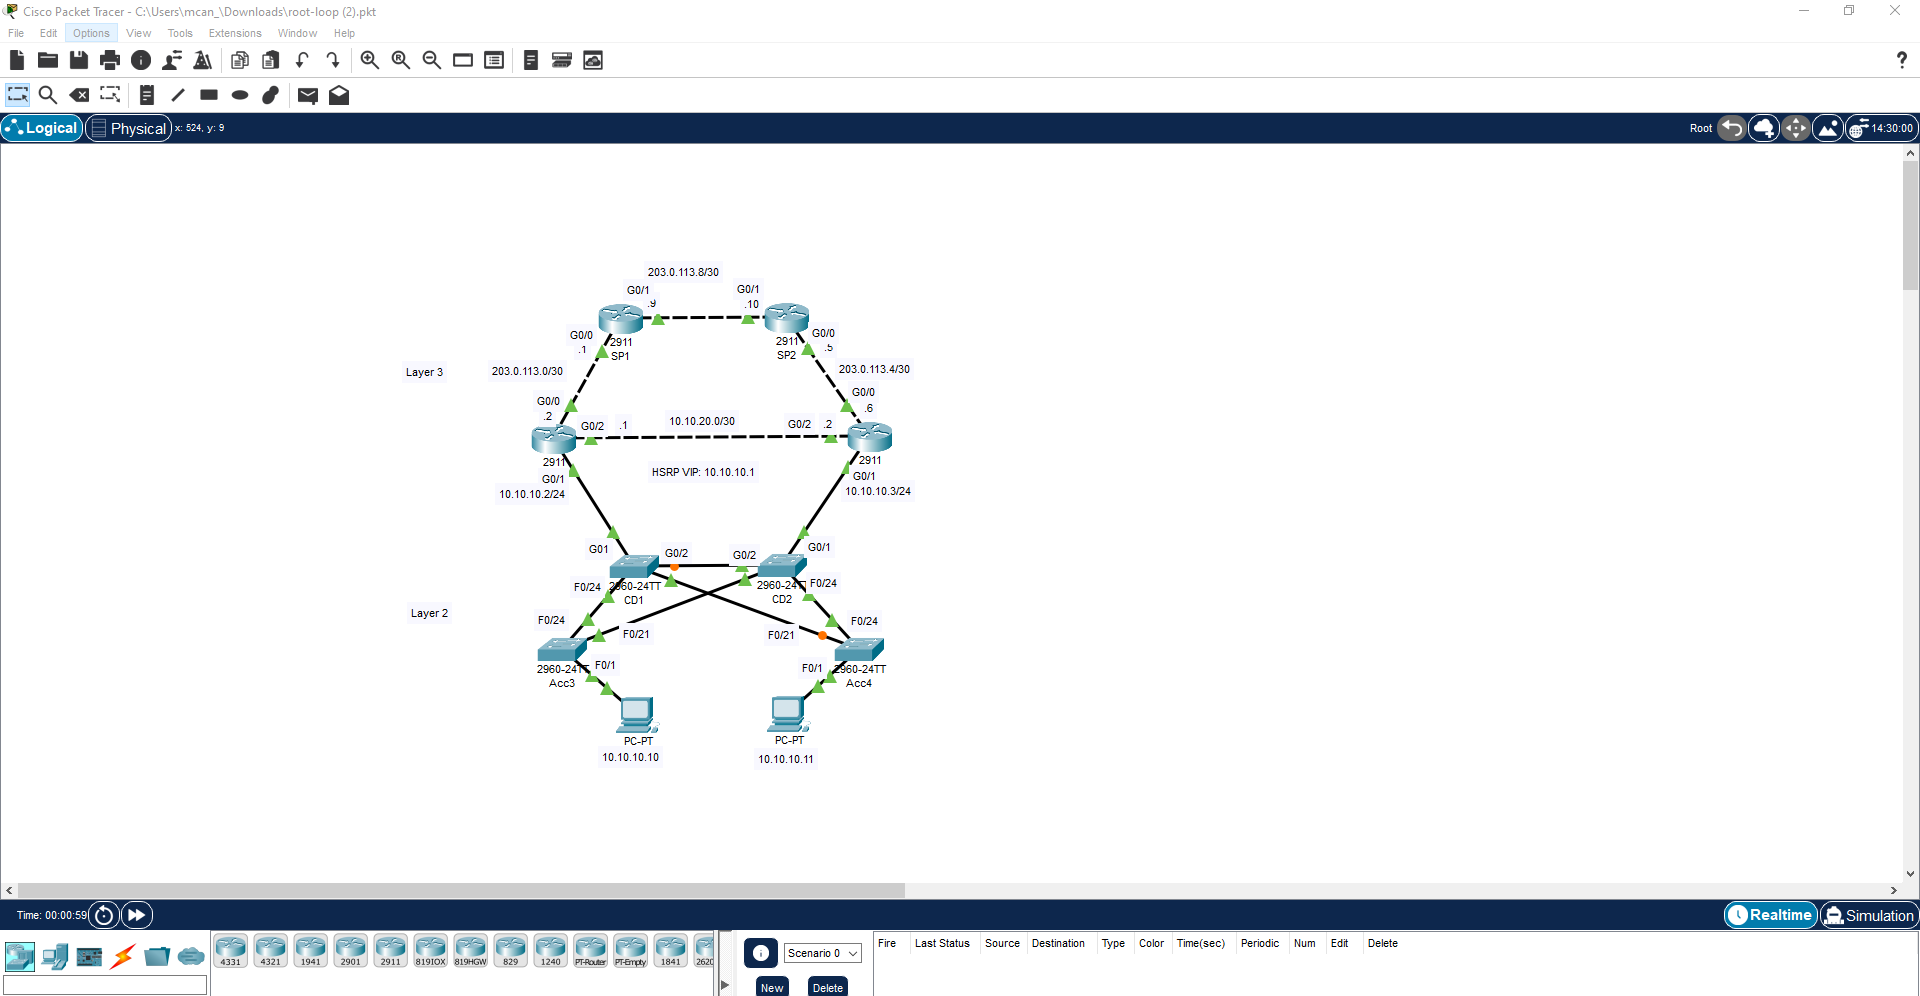 Cisco Packet Tracer - C:\Users\mcan_\Downloads\root-loop (2).pkt
File Edit Options View Tools Extensions Window Help
Logical Physical x: 524, y: 9 Root 14:30:00
203.0.113.8/30
G0/1 G0/1
.9 .10
G0/0 2911 2911 G0/0
.1 SP1 SP2 .5
Layer 3 203.0.113.0/30 203.0.113.4/30
G0/0 G0/0
.2 .6
G0/2 .1 10.10.20.0/30 G0/2 .2
2911 HSRP VIP: 10.10.10.1 2911
G0/1 G0/1
10.10.10.2/24 10.10.10.3/24
G01 G0/2 G0/2 G0/1
F0/24 2960-24TT 2960-24T F0/24
CD1 CD2
Layer 2
F0/24 F0/24
F0/21 F0/21
2960-24TT F0/1 F0/1 2960-24TT
Acc3 Acc4
PC-PT PC-PT
10.10.10.10 10.10.10.11
Time: 00:00:59 Realtime Simulation
4331 4321 1941 2901 2911 819IOX 819HGW 829 1240 PT-Router PT-Empty 1841 2620
Scenario 0
New Delete
Fire Last Status Source Destination Type Color Time(sec) Periodic Num Edit Delete